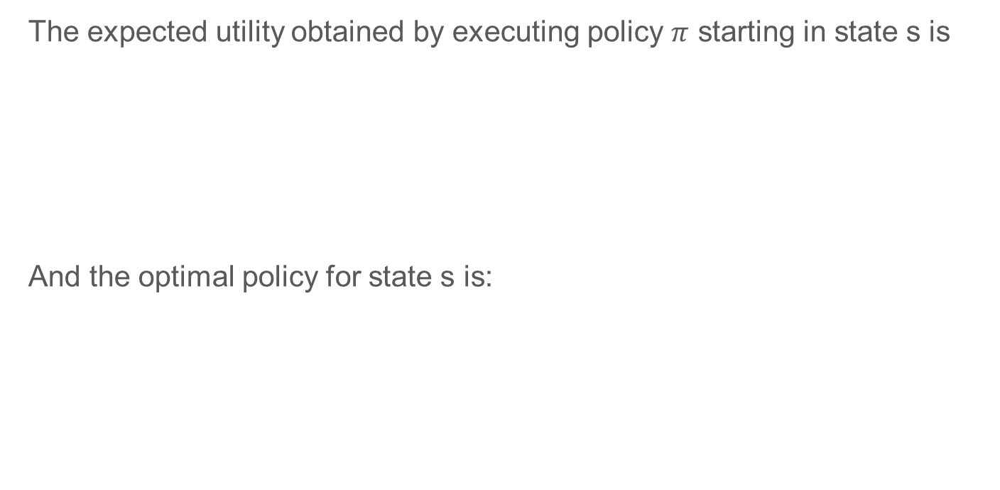 The expected utility obtained by executing policy π starting in state s is
And the optimal policy for state s is: